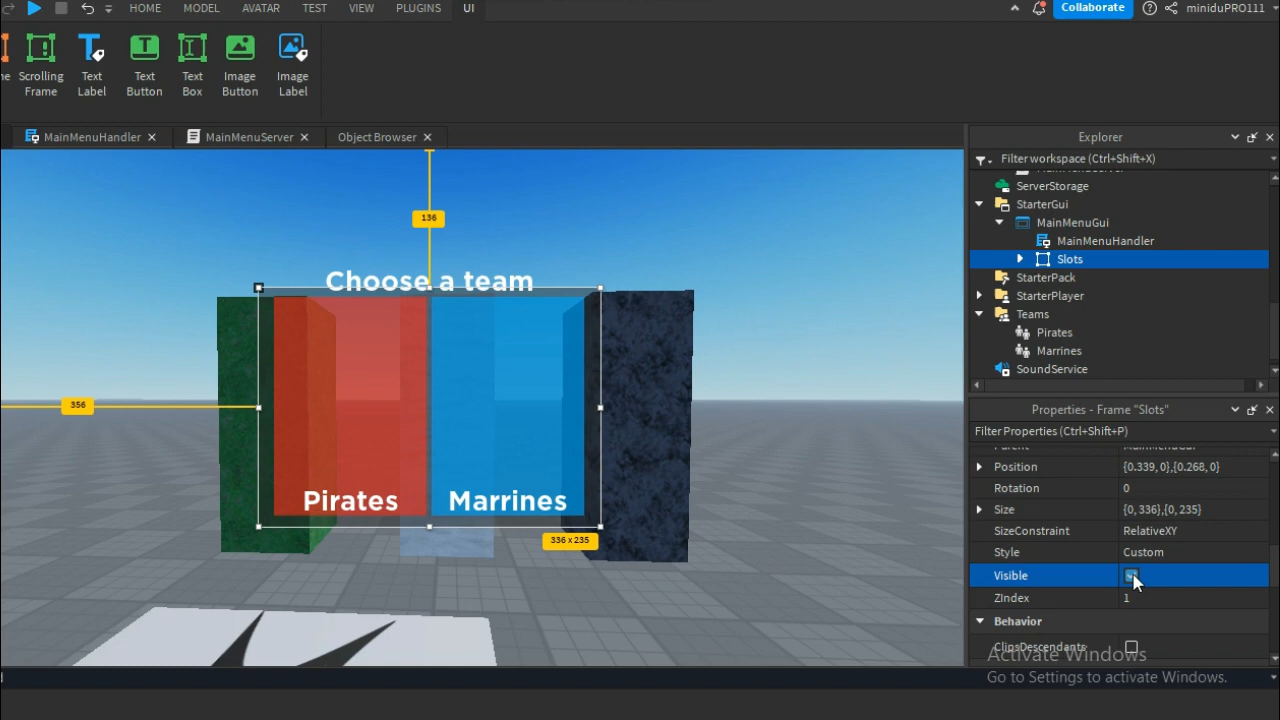 HOME MODEL AVATAR TEST VIEW PLUGINS UI Collaborate miniduPRO111
Scrolling Frame
Text Label
Text Button
Text Box
Image Button
Image Label
MainMenuHandler MainMenuServer Object Browser
136
Choose a team
356
Pirates Marrines
336 x 235
Explorer
Filter workspace (Ctrl+Shift+X)
MainMenuServer
ServerStorage
StarterGui
MainMenuGui
MainMenuHandler
Slots
StarterPack
StarterPlayer
Teams
Pirates
Marrines
SoundService
Properties - Frame "Slots"
Filter Properties (Ctrl+Shift+P)
Parent MainMenuGui
Position {0.339, 0},{0.268, 0}
Rotation 0
Size {0, 336},{0, 235}
SizeConstraint RelativeXY
Style Custom
Visible
ZIndex 1
Behavior
ClipsDescendants
Activate Windows
Go to Settings to activate Windows.